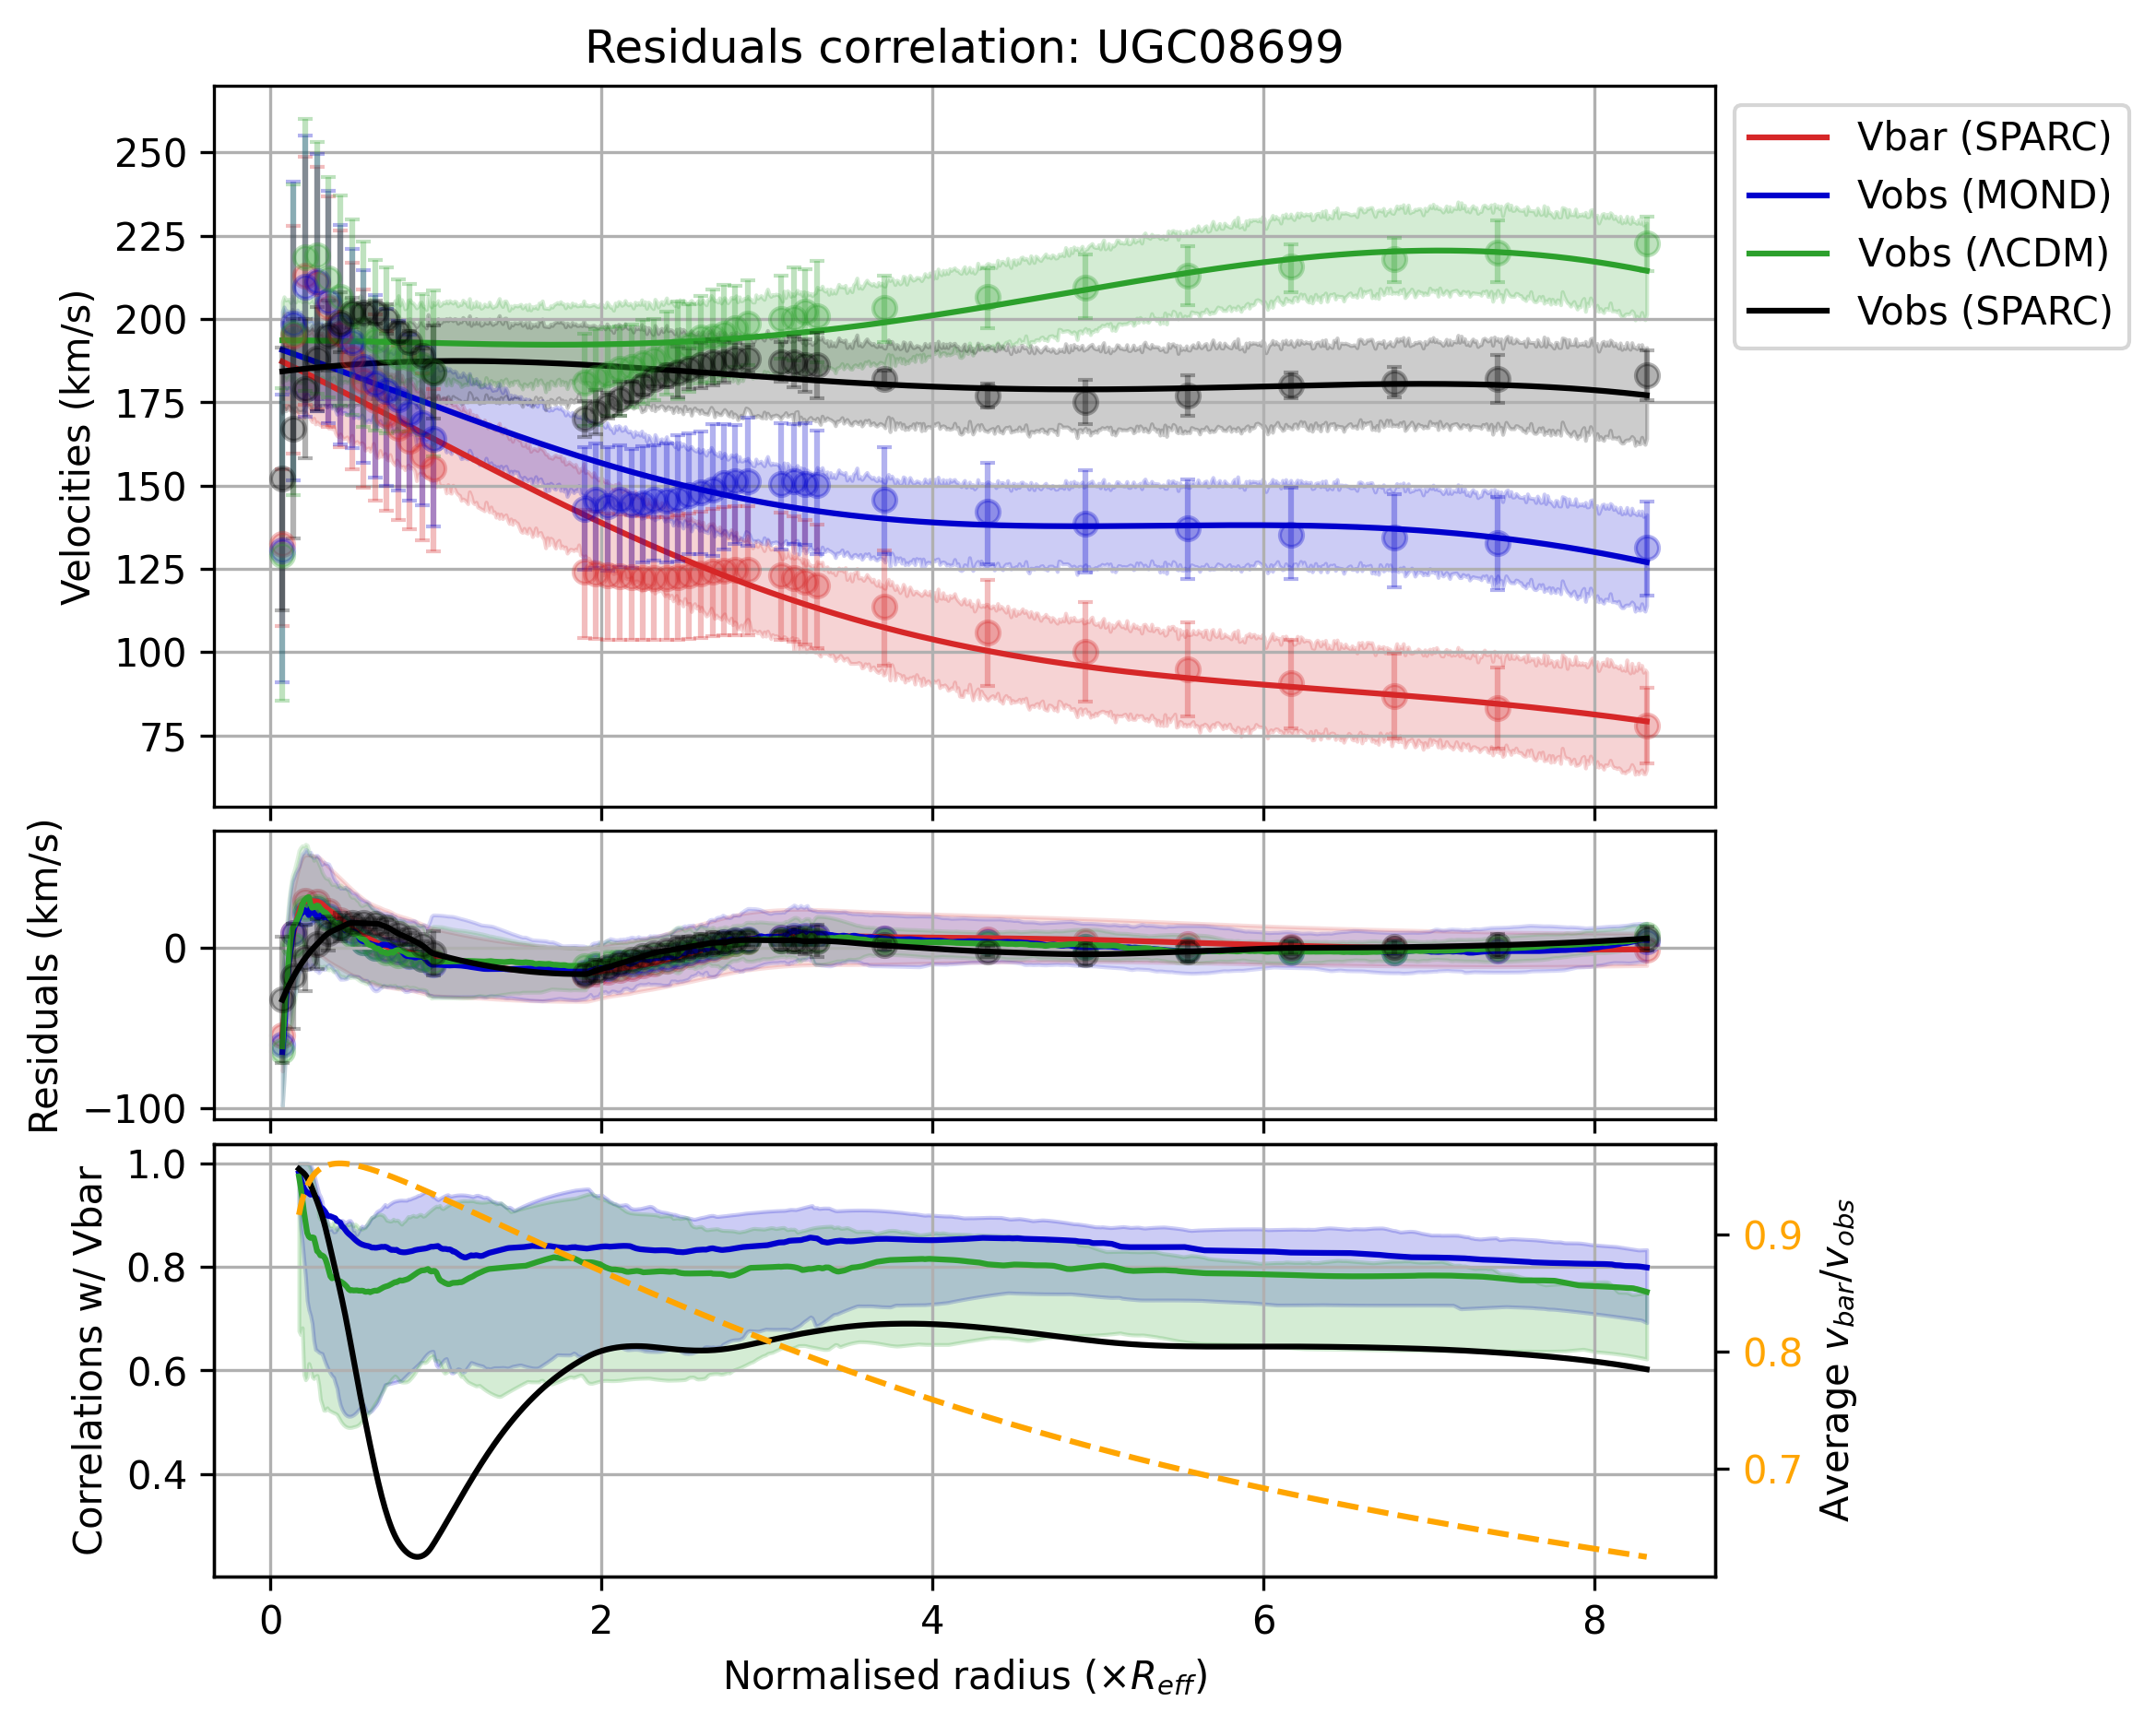 Residuals correlation: UGC08699
Velocities (km/s)
250
225
200
175
150
125
100
75
Vbar (SPARC)
Vobs (MOND)
Vobs (ΛCDM)
Vobs (SPARC)
Residuals (km/s)
0
−100
Correlations w/ Vbar
1.0
0.8
0.6
0.4
0.9
0.8
0.7
Average v_bar/v_obs
0 2 4 6 8
Normalised radius (×R_eff)